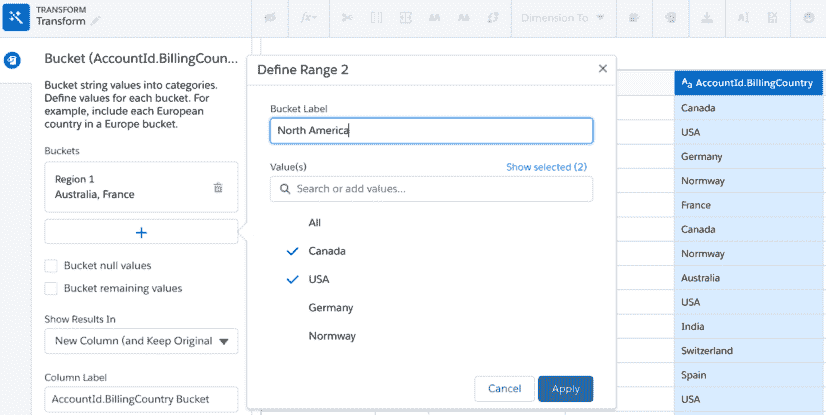 TRANSFORM
Transform
Dimension To
Bucket (AccountId.BillingCoun...
Bucket string values into categories.
Define values for each bucket. For
example, include each European
country in a Europe bucket.
Buckets
Region 1
Australia, France
+
Bucket null values
Bucket remaining values
Show Results In
New Column (and Keep Original
Column Label
AccountId.BillingCountry Bucket
Define Range 2
Bucket Label
North America
Value(s)
Show selected (2)
Search or add values...
All
Canada
USA
Germany
Normway
Cancel
Apply
AccountId.BillingCountry
Canada
USA
Germany
Normway
France
Canada
Normway
Australia
USA
India
Switzerland
Spain
USA